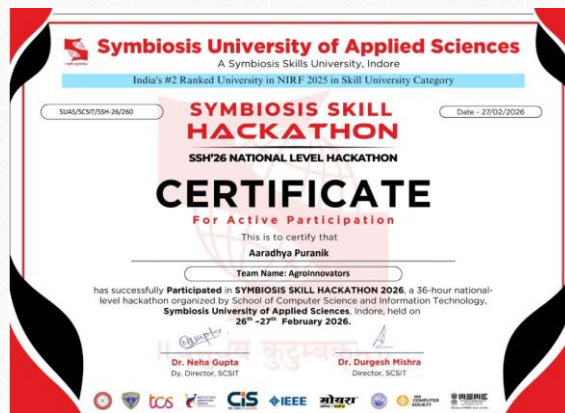 Symbiosis University of Applied Sciences
A Symbiosis Skills University, Indore
India's #2 Ranked University in NIRF 2025 in Skill University Category
SUAS/SCSIT/SSH-26/260
Date - 27/02/2026
SYMBIOSIS SKILL
HACKATHON
SSH'26 NATIONAL LEVEL HACKATHON
CERTIFICATE
For Active Participation
This is to certify that
Aaradhya Puranik
Team Name: AgroInnovators
has successfully Participated in SYMBIOSIS SKILL HACKATHON 2026, a 36-hour national-
level hackathon organized by School of Computer Science and Information Technology,
Symbiosis University of Applied Sciences, Indore, held on
26th -27th February 2026.
कुटुम्बक
Dr. Neha Gupta
Dy. Director, SCSIT
Dr. Durgesh Mishra
Director, SCSIT
tcs
CiS
IEEE
मोयरा
COMPUTER
SOCIETY